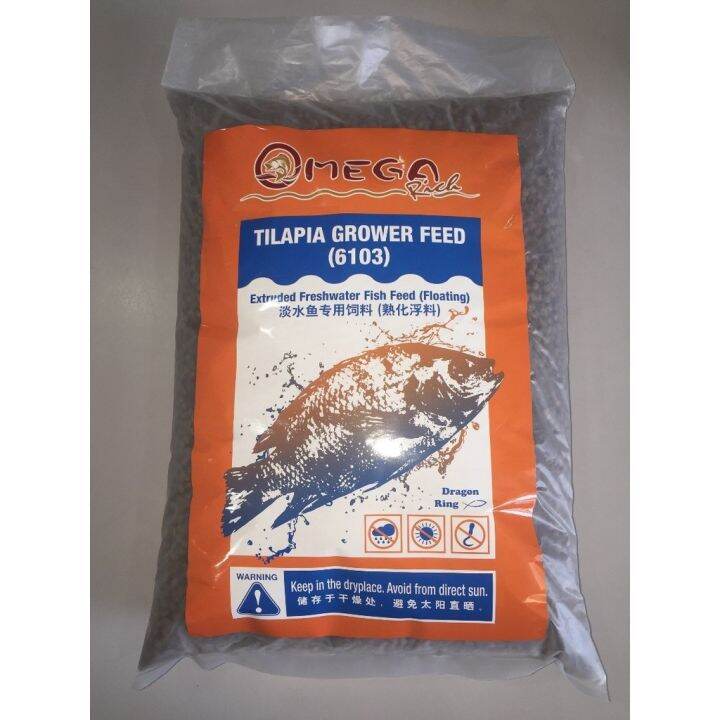 OMEGA
Rich
TILAPIA GROWER FEED
(6103)
Extruded Freshwater Fish Feed (Floating)
淡水鱼专用饲料 (熟化浮料)
Dragon
Ring
WARNING
Keep in the dryplace. Avoid from direct sun.
储存于干燥处，避免太阳直晒.